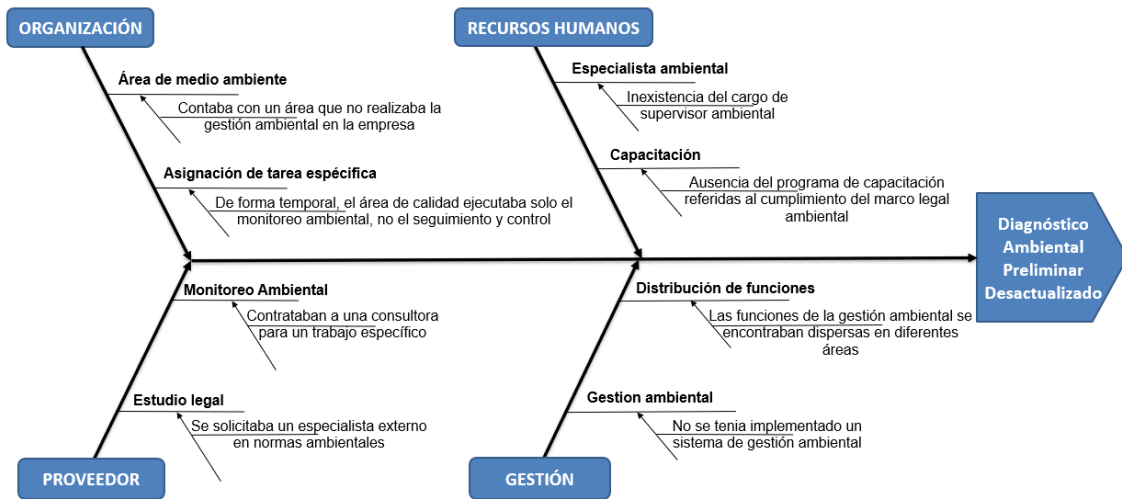 ORGANIZACIÓN
RECURSOS HUMANOS
Área de medio ambiente
Contaba con un área que no realizaba la
gestión ambiental en la empresa
Asignación de tarea espécifica
De forma temporal, el área de calidad ejecutaba solo el
monitoreo ambiental, no el seguimiento y control
Especialista ambiental
Inexistencia del cargo de
supervisor ambiental
Capacitación
Ausencia del programa de capacitación
referidas al cumplimiento del marco legal
ambiental
Diagnóstico
Ambiental
Preliminar
Desactualizado
Monitoreo Ambiental
Contrataban a una consultora
para un trabajo específico
Estudio legal
Se solicitaba un especialista externo
en normas ambientales
Distribución de funciones
Las funciones de la gestión ambiental se
encontraban dispersas en diferentes
áreas
Gestion ambiental
No se tenia implementado un
sistema de gestión ambiental
PROVEEDOR
GESTIÓN